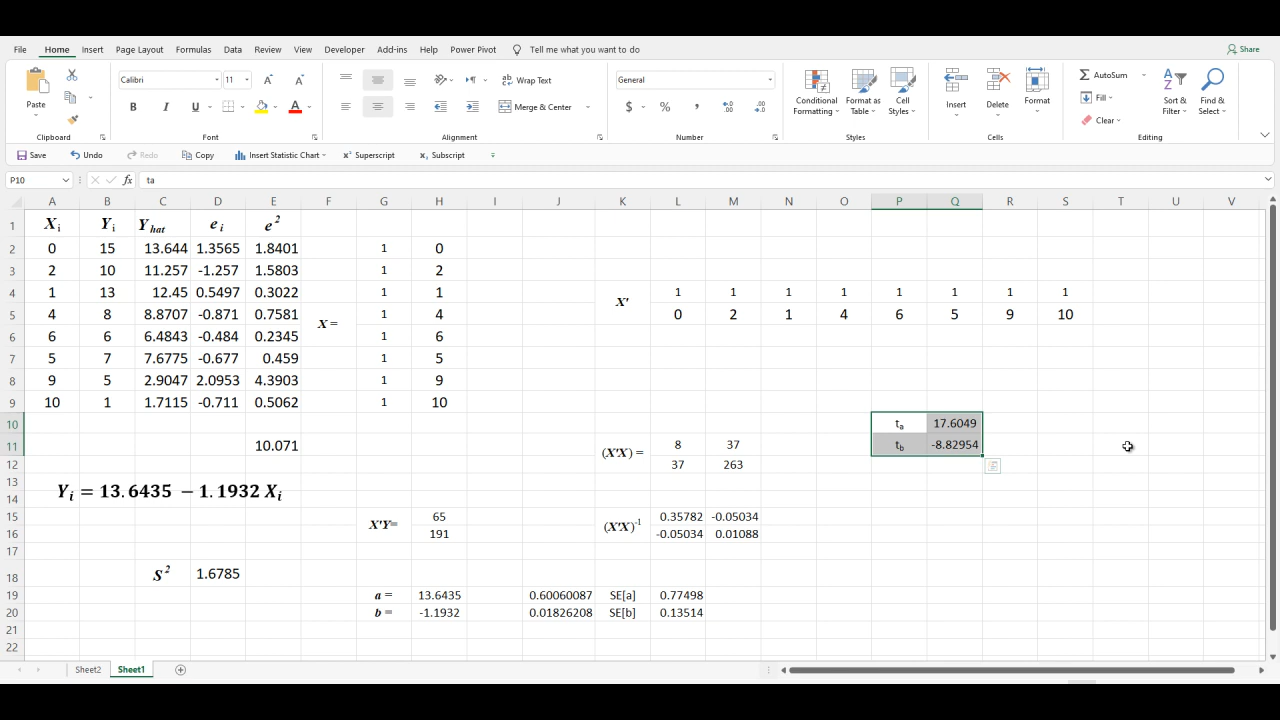 File Home Insert Page Layout Formulas Data Review View Developer Add-ins Help Power Pivot Tell me what you want to do Share
Paste Calibri 11 Wrap Text General Conditional Formatting Format as Table Cell Styles Insert Delete Format AutoSum Sort & Filter Find & Select
B I U A Merge & Center $ % , Fill
Clear
Clipboard Font Alignment Number Styles Cells Editing
Save Undo Redo Copy Insert Statistic Chart x² Superscript x₂ Subscript
P10 fx ta
A B C D E F G H I J K L M N O P Q R S T U V
1 Xi Yi Yhat ei e²
2 0 15 13.644 1.3565 1.8401 1 0
3 2 10 11.257 -1.257 1.5803 1 2
4 1 13 12.45 0.5497 0.3022 1 1 1 1 1 1 1 1 1 1
X'
5 4 8 8.8707 -0.871 0.7581 1 4 0 2 1 4 6 5 9 10
X =
6 6 6 6.4843 -0.484 0.2345 1 6
7 5 7 7.6775 -0.677 0.459 1 5
8 9 5 2.9047 2.0953 4.3903 1 9
9 10 1 1.7115 -0.711 0.5062 1 10
10 ta 17.6049
11 10.071 8 37 tb -8.82954
(X'X) =
12 37 263
13
Yi = 13.6435 − 1.1932 Xi
14
15 65 0.35782 -0.05034
X'Y= (X'X)-1
16 191 -0.05034 0.01088
17
18 S² 1.6785
19 a = 13.6435 0.60060087 SE[a] 0.77498
20 b = -1.1932 0.01826208 SE[b] 0.13514
21
22
Sheet2 Sheet1